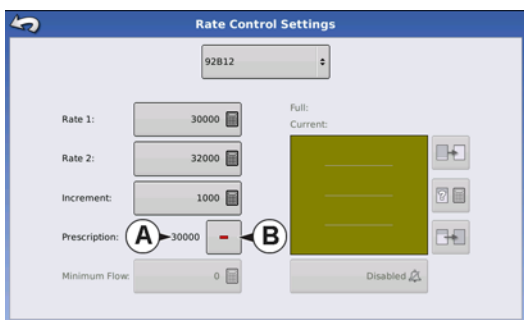 Rate Control Settings
92B12
Rate 1: 30000
Full:
Current:
Rate 2: 32000
Increment: 1000
?
Prescription: A 30000 B
Minimum Flow: 0
Disabled